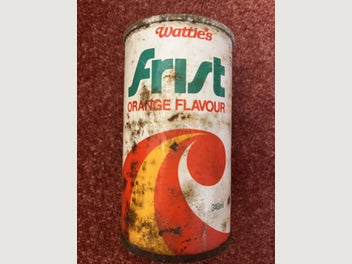 Wattie's
Frist
ORANGE FLAVOUR
340ml